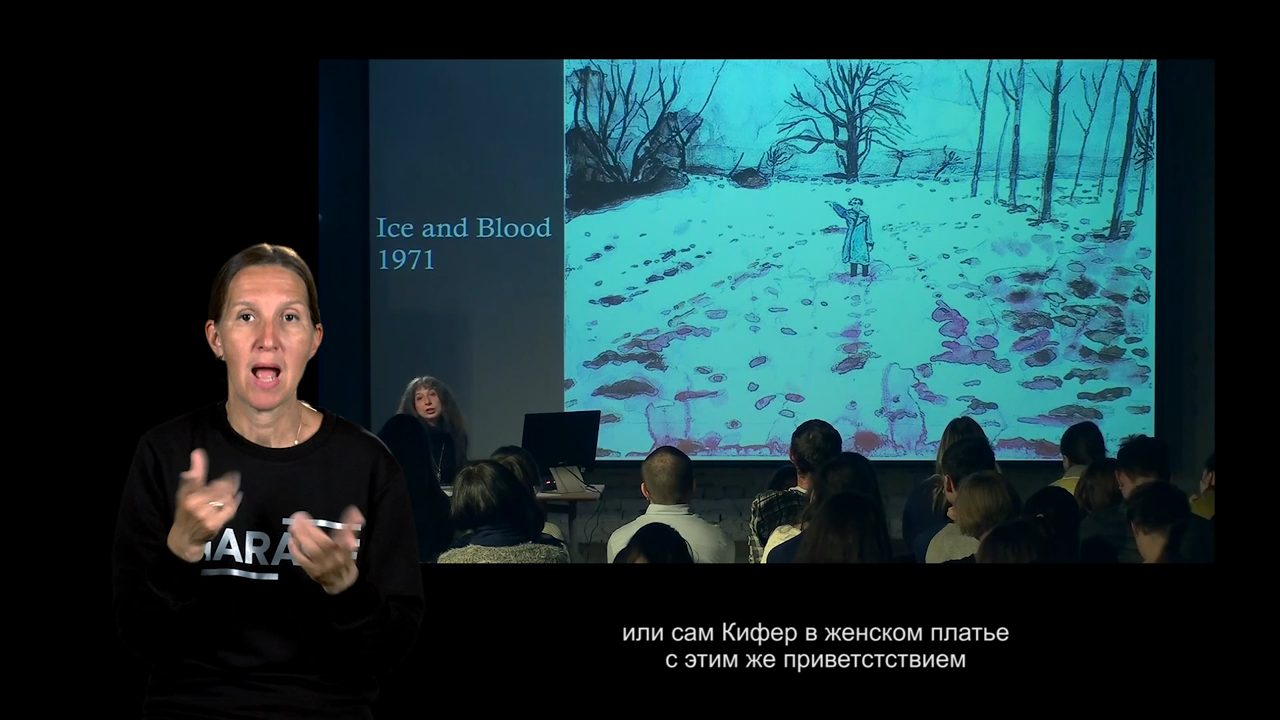 Ice and Blood
1971
или сам Кифер в женском платье
с этим же приветстствием